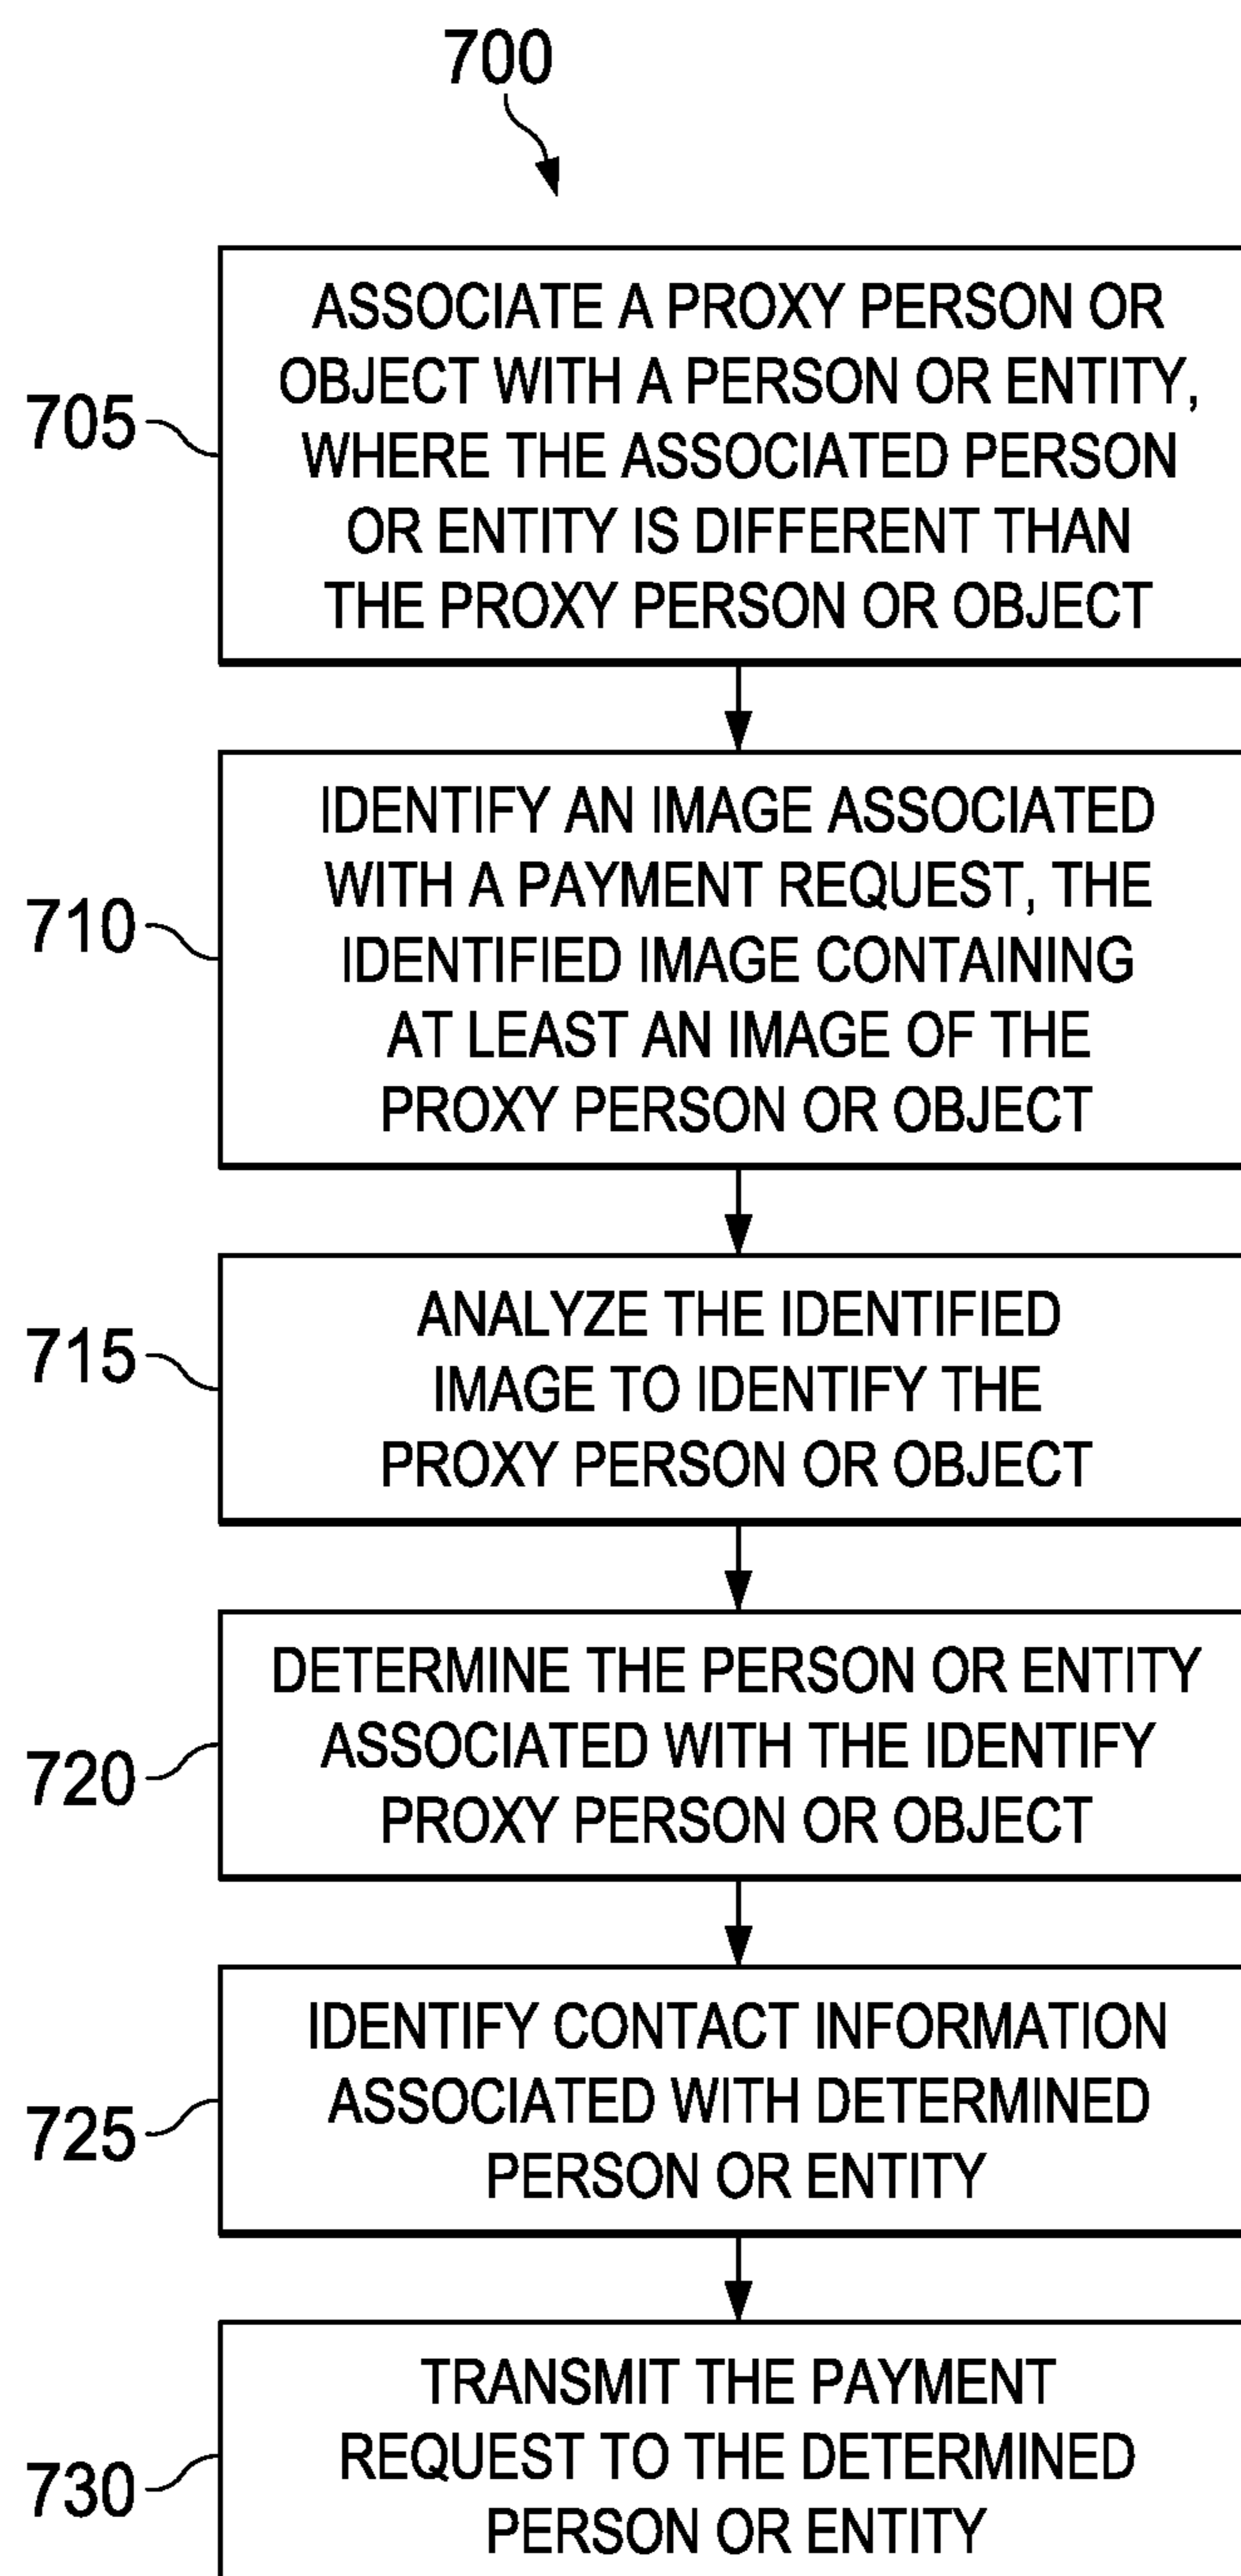 700
705
ASSOCIATE A PROXY PERSON OR
OBJECT WITH A PERSON OR ENTITY,
WHERE THE ASSOCIATED PERSON
OR ENTITY IS DIFFERENT THAN
THE PROXY PERSON OR OBJECT
710
IDENTIFY AN IMAGE ASSOCIATED
WITH A PAYMENT REQUEST, THE
IDENTIFIED IMAGE CONTAINING
AT LEAST AN IMAGE OF THE
PROXY PERSON OR OBJECT
715
ANALYZE THE IDENTIFIED
IMAGE TO IDENTIFY THE
PROXY PERSON OR OBJECT
720
DETERMINE THE PERSON OR ENTITY
ASSOCIATED WITH THE IDENTIFY
PROXY PERSON OR OBJECT
725
IDENTIFY CONTACT INFORMATION
ASSOCIATED WITH DETERMINED
PERSON OR ENTITY
730
TRANSMIT THE PAYMENT
REQUEST TO THE DETERMINED
PERSON OR ENTITY